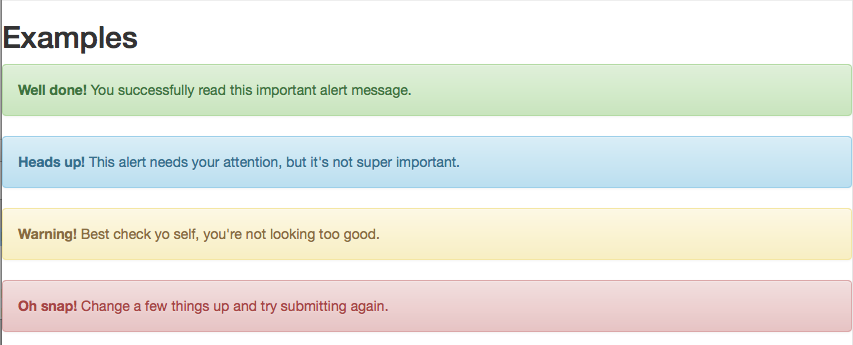 Examples
Well done! You successfully read this important alert message.
Heads up! This alert needs your attention, but it's not super important.
Warning! Best check yo self, you're not looking too good.
Oh snap! Change a few things up and try submitting again.